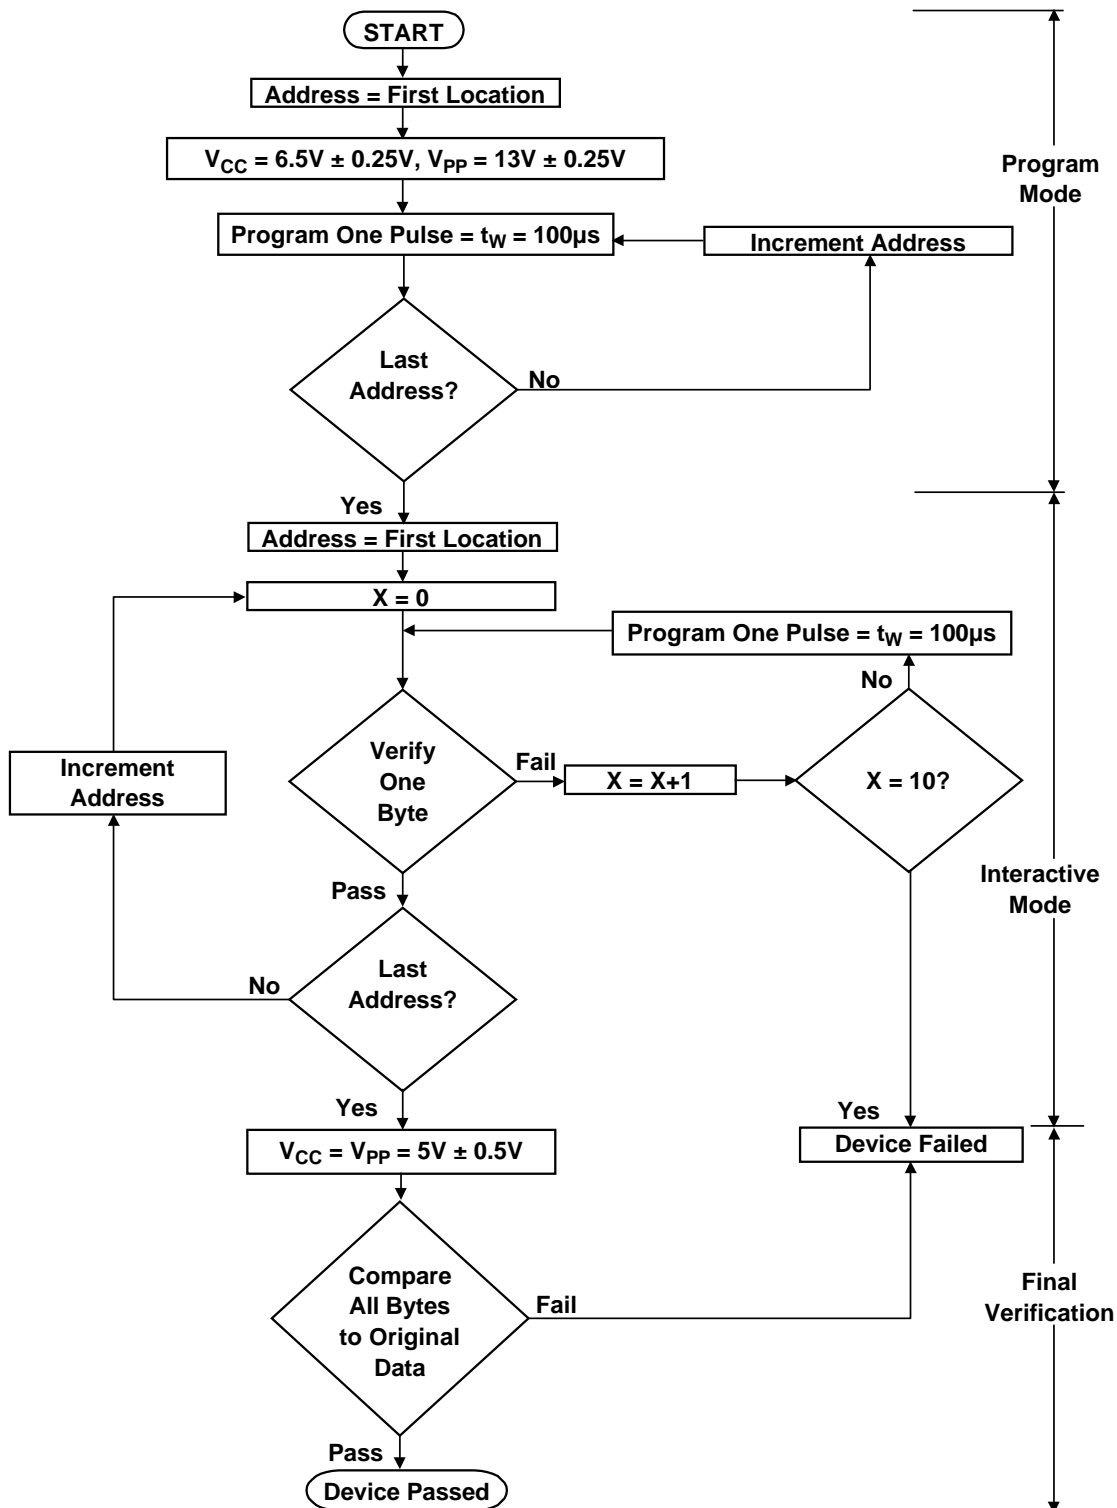 START
Address = First Location
VCC = 6.5V ± 0.25V, VPP = 13V ± 0.25V
Program
Mode
Program One Pulse = tW = 100µs
Increment Address
Last
Address?
No
Yes
Address = First Location
X = 0
Program One Pulse = tW = 100µs
No
Increment
Address
Verify
One
Byte
Fail
X = X+1
X = 10?
Pass
Interactive
Mode
Last
Address?
No
Yes
Yes
VCC = VPP = 5V ± 0.5V
Device Failed
Compare
All Bytes
to Original
Data
Fail
Final
Verification
Pass
Device Passed